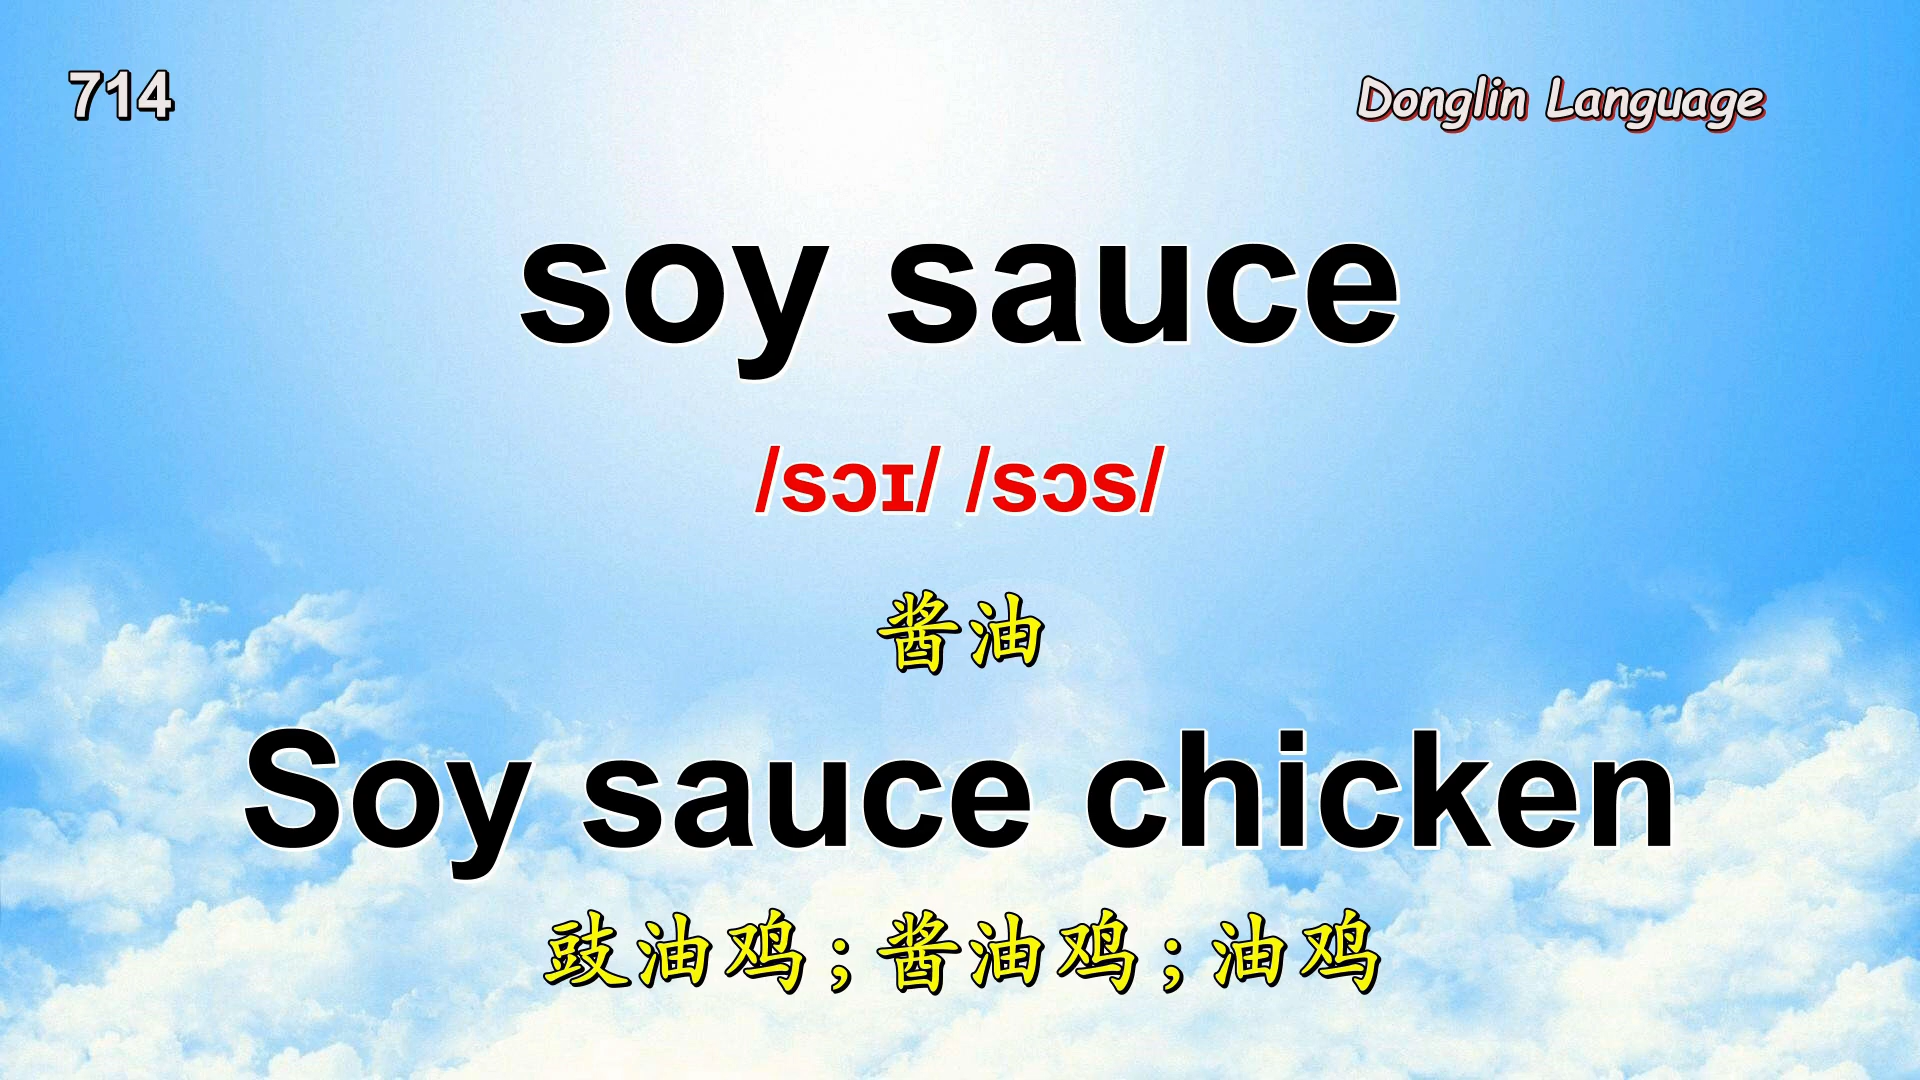 714
Donglin Language
soy sauce
/sɔɪ/ /sɔs/
酱油
Soy sauce chicken
豉油鸡;酱油鸡;油鸡